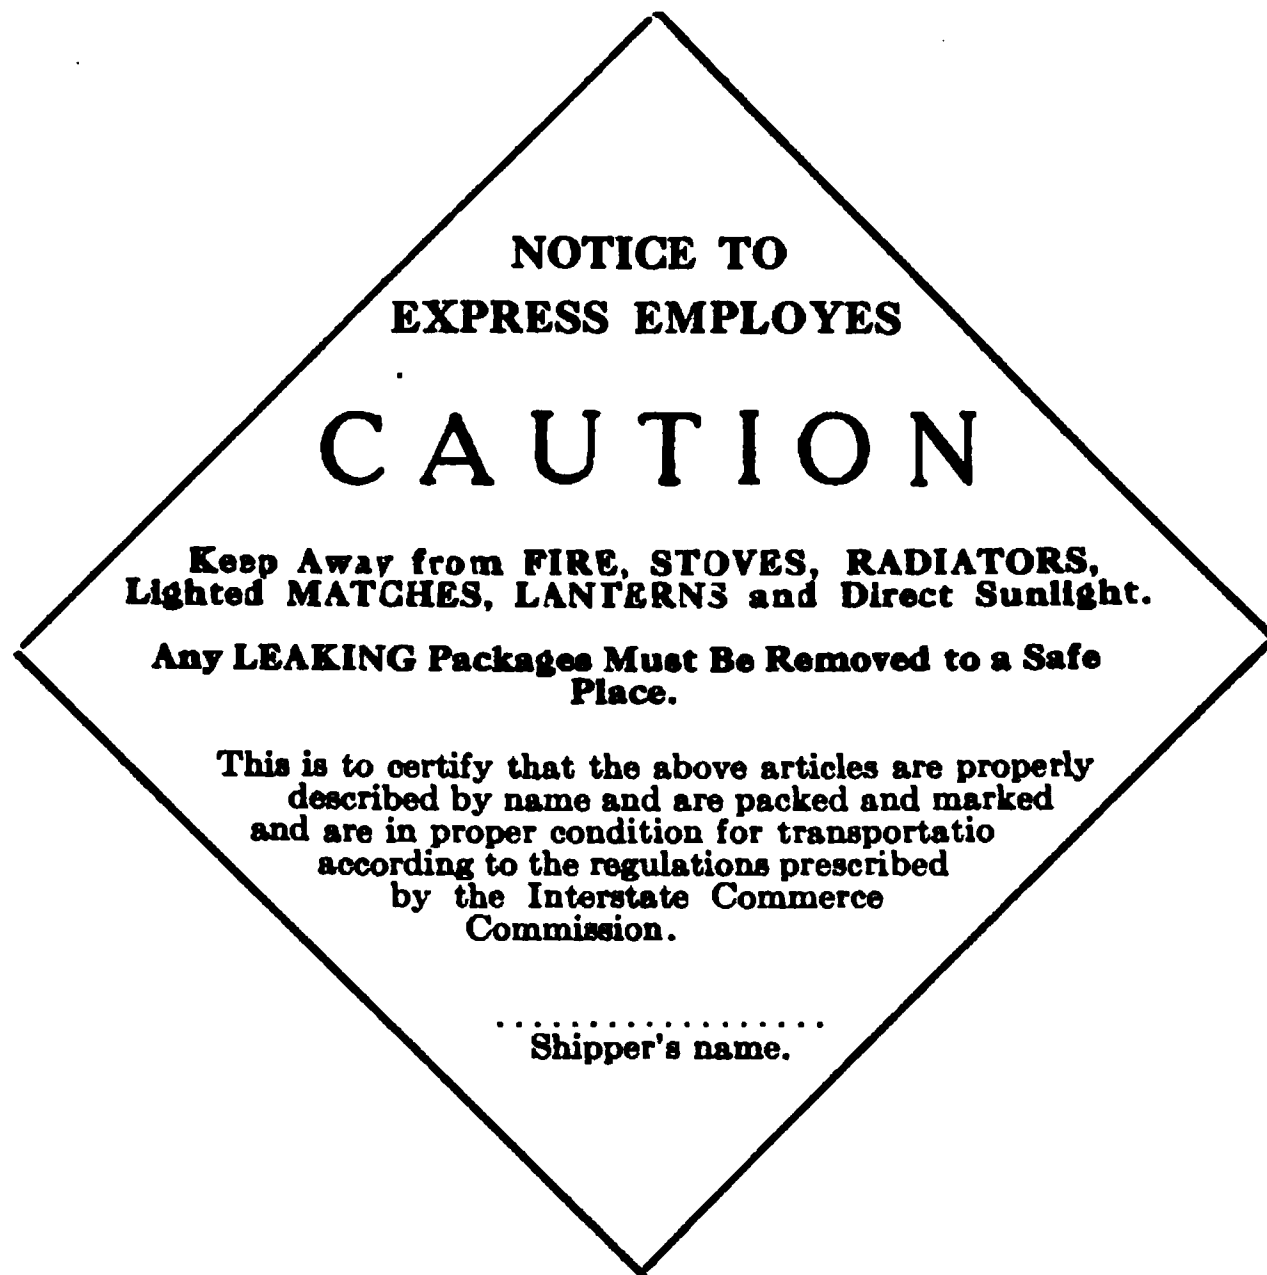 NOTICE TO
EXPRESS EMPLOYES
CAUTION
Keep Away from FIRE, STOVES, RADIATORS,
Lighted MATCHES, LANTERNS and Direct Sunlight.
Any LEAKING Packages Must Be Removed to a Safe
Place.
This is to certify that the above articles are properly
described by name and are packed and marked
and are in proper condition for transportatio
according to the regulations prescribed
by the Interstate Commerce
Commission.
..................
Shipper's name.